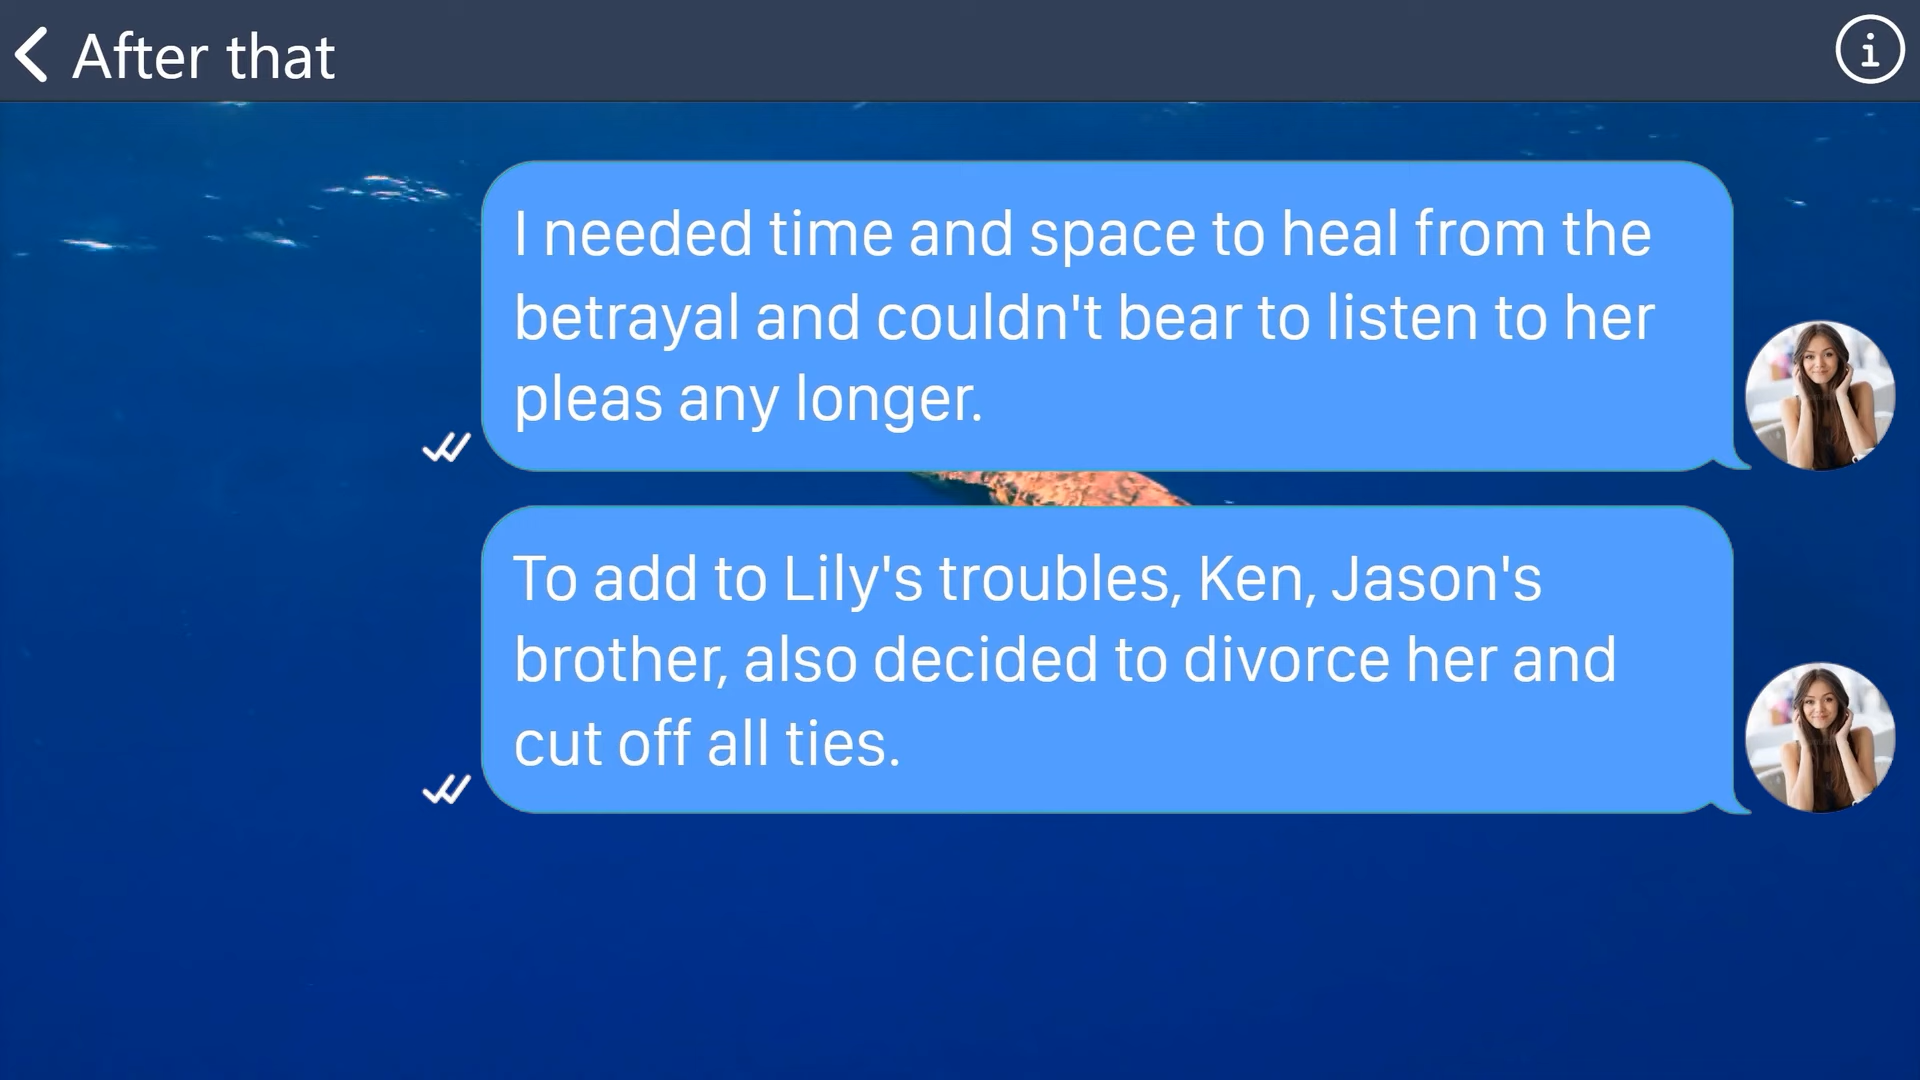 After that
I needed time and space to heal from the
betrayal and couldn't bear to listen to her
pleas any longer.
To add to Lily's troubles, Ken, Jason's
brother, also decided to divorce her and
cut off all ties.